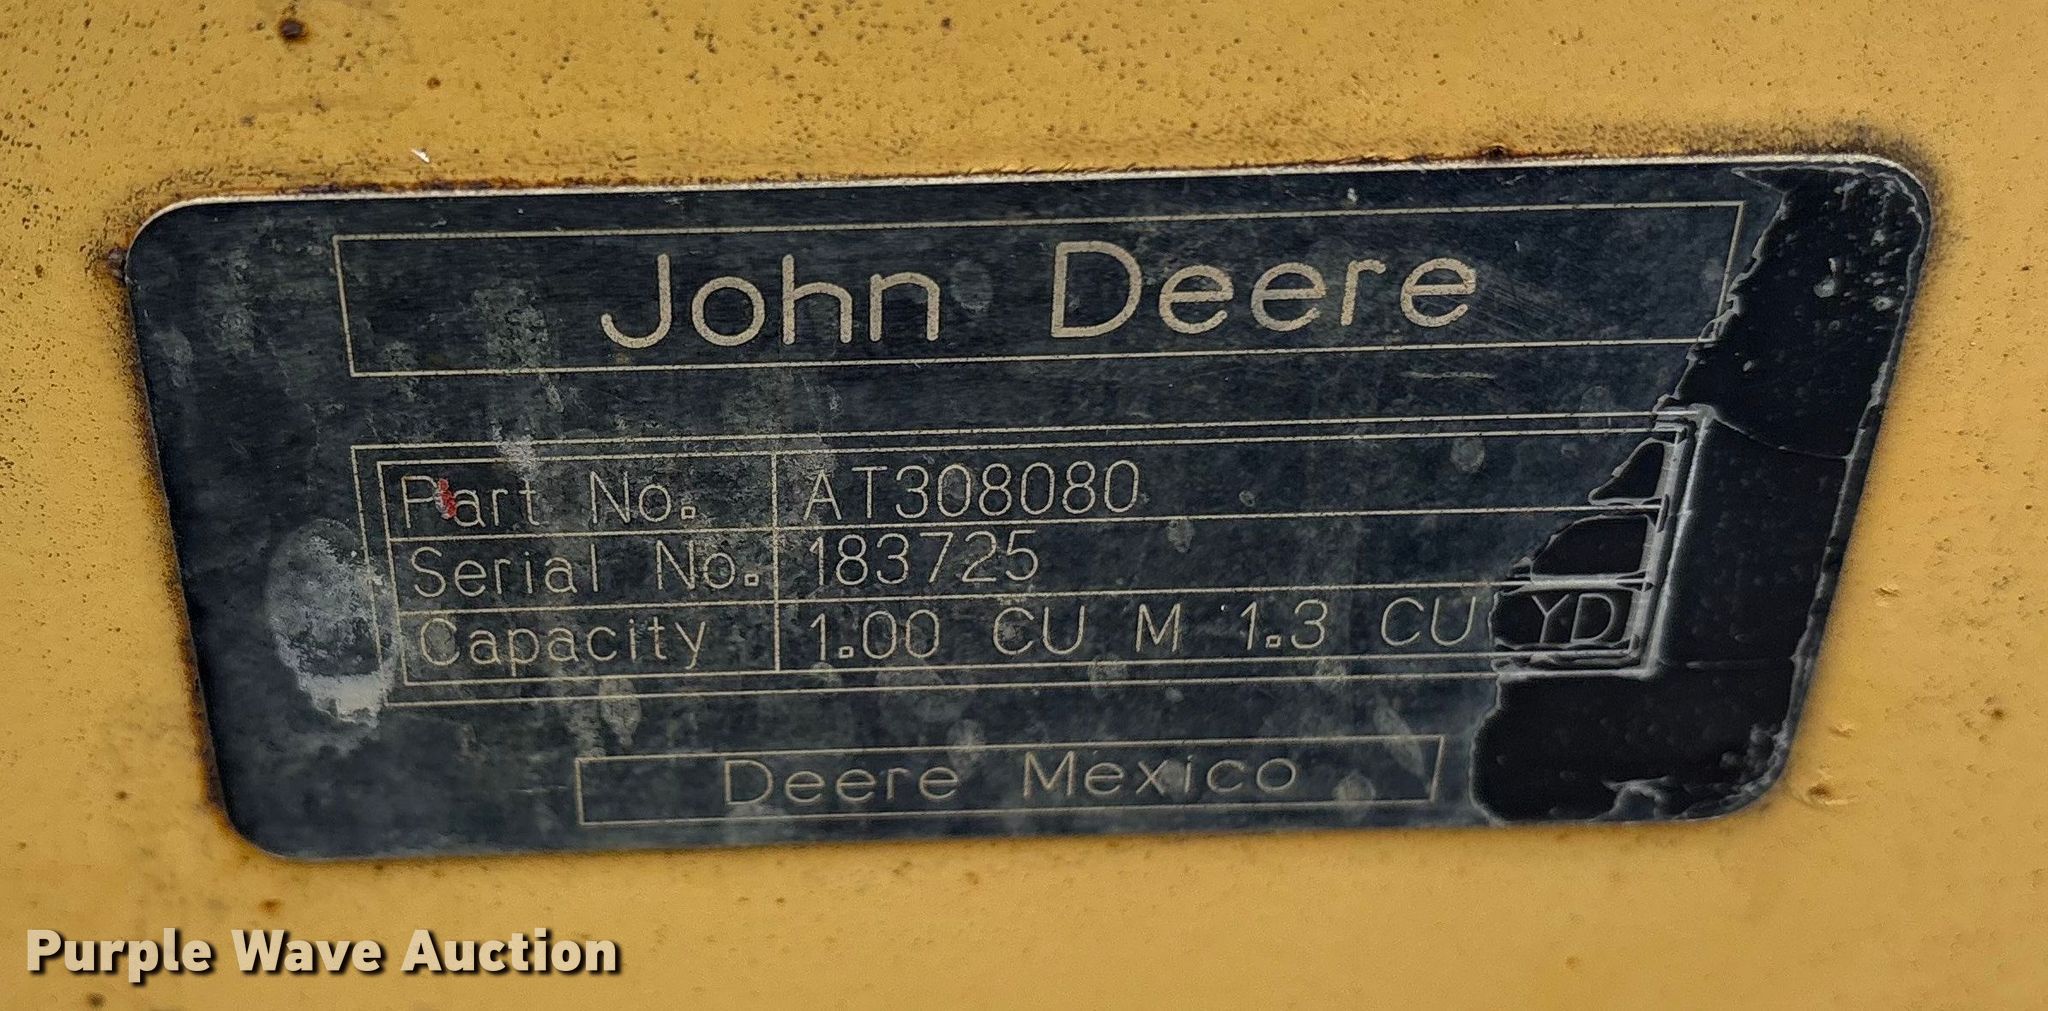 John Deere
Part No. AT308080
Serial No. 183725
Capacity 1.00 CU M 1.3 CU YD
Deere Mexico
Purple Wave Auction